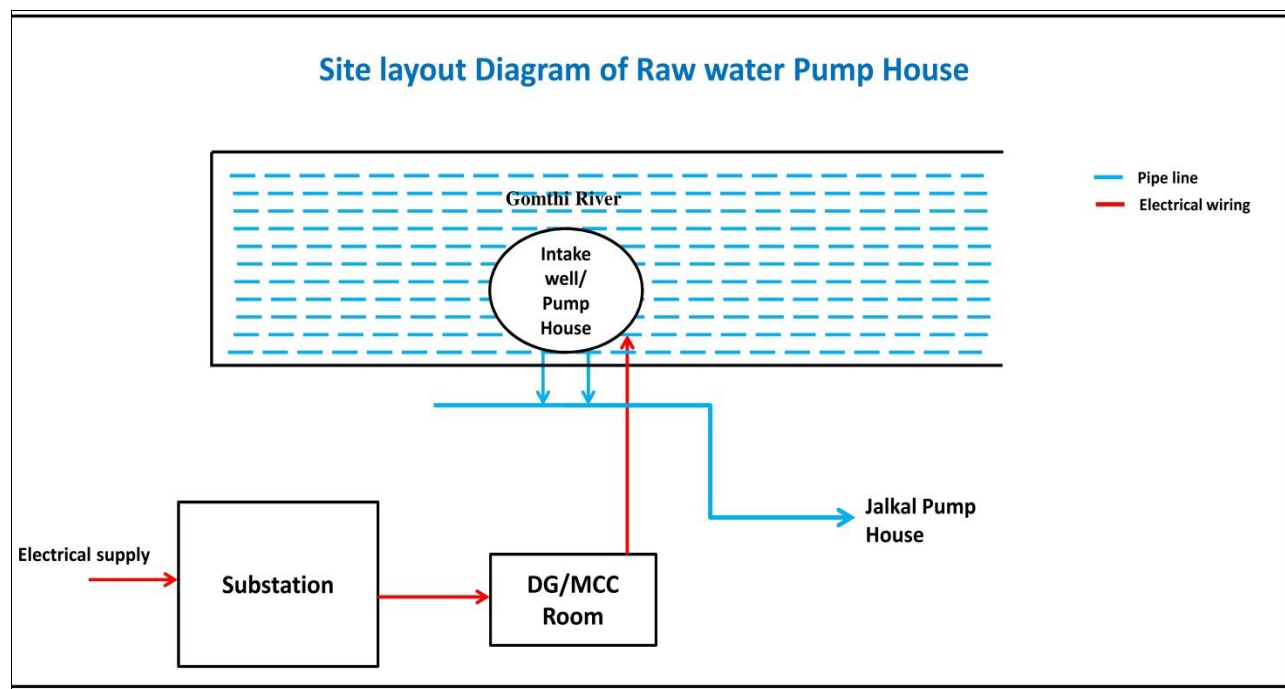 Site layout Diagram of Raw water Pump House
Gomthi River
Intake
well/
Pump
House
Pipe line
Electrical wiring
Jalkal Pump
House
Electrical supply
Substation
DG/MCC
Room